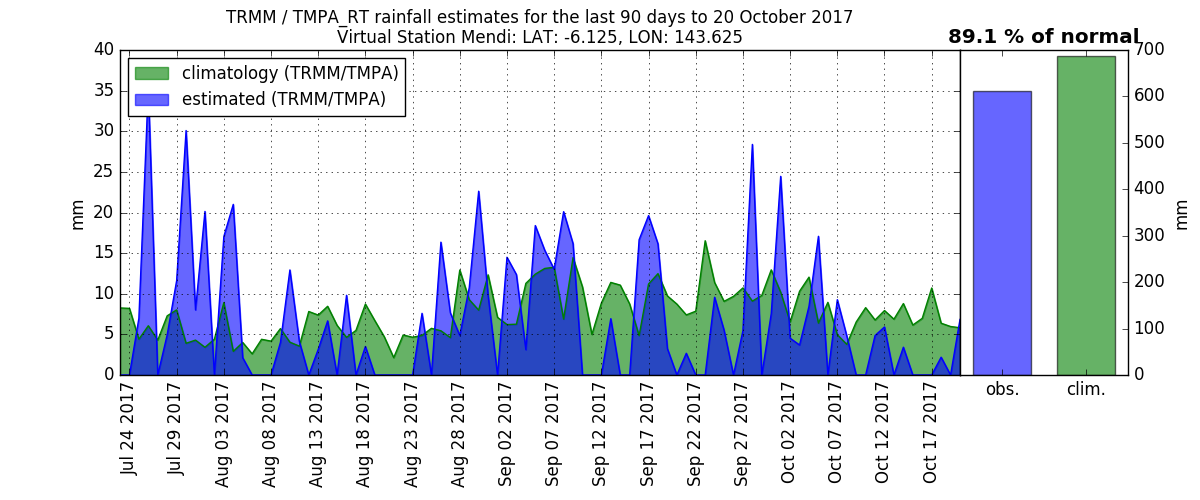 TRMM / TMPA_RT rainfall estimates for the last 90 days to 20 October 2017
Virtual Station Mendi: LAT: -6.125, LON: 143.625
89.1 % of normal
climatology (TRMM/TMPA)
estimated (TRMM/TMPA)
mm
40
35
30
25
20
15
10
5
0
Jul 24 2017
Jul 29 2017
Aug 03 2017
Aug 08 2017
Aug 13 2017
Aug 18 2017
Aug 23 2017
Aug 28 2017
Sep 02 2017
Sep 07 2017
Sep 12 2017
Sep 17 2017
Sep 22 2017
Sep 27 2017
Oct 02 2017
Oct 07 2017
Oct 12 2017
Oct 17 2017
obs.
clim.
700
600
500
400
300
200
100
0
mm